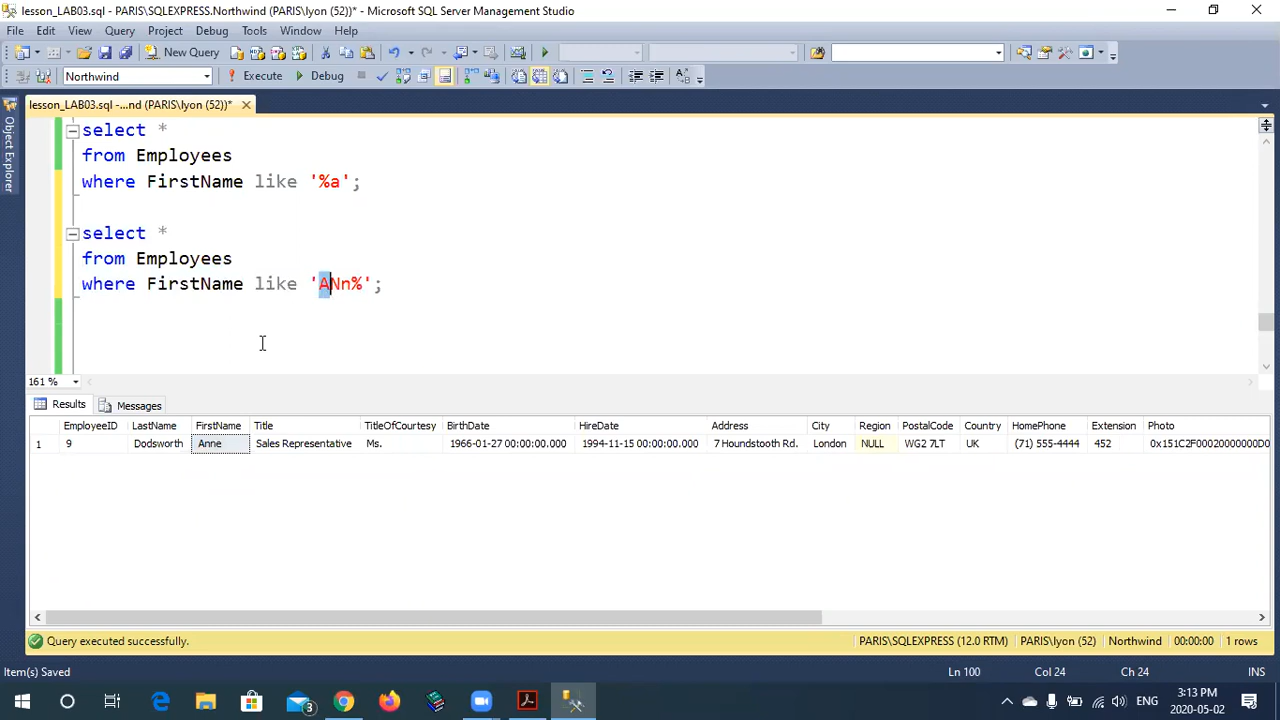 lesson_LAB03.sql - PARIS\SQLEXPRESS.Northwind (PARIS\lyon (52))* - Microsoft SQL Server Management Studio
File Edit View Query Project Debug Tools Window Help
New Query
Northwind Execute Debug
lesson_LAB03.sql -...nd (PARIS\lyon (52))*
Object Explorer
select *
from Employees
where FirstName like '%a';
select *
from Employees
where FirstName like 'ANn%';
161 %
Results Messages
EmployeeID LastName FirstName Title TitleOfCourtesy BirthDate HireDate Address City Region PostalCode Country HomePhone Extension Photo
1 9 Dodsworth Anne Sales Representative Ms. 1966-01-27 00:00:00.000 1994-11-15 00:00:00.000 7 Houndstooth Rd. London NULL WG2 7LT UK (71) 555-4444 452 0x151C2F00020000000D0
Query executed successfully. PARIS\SQLEXPRESS (12.0 RTM) PARIS\lyon (52) Northwind 00:00:00 1 rows
Item(s) Saved Ln 100 Col 24 Ch 24 INS
3 ENG 3:13 PM
2020-05-02